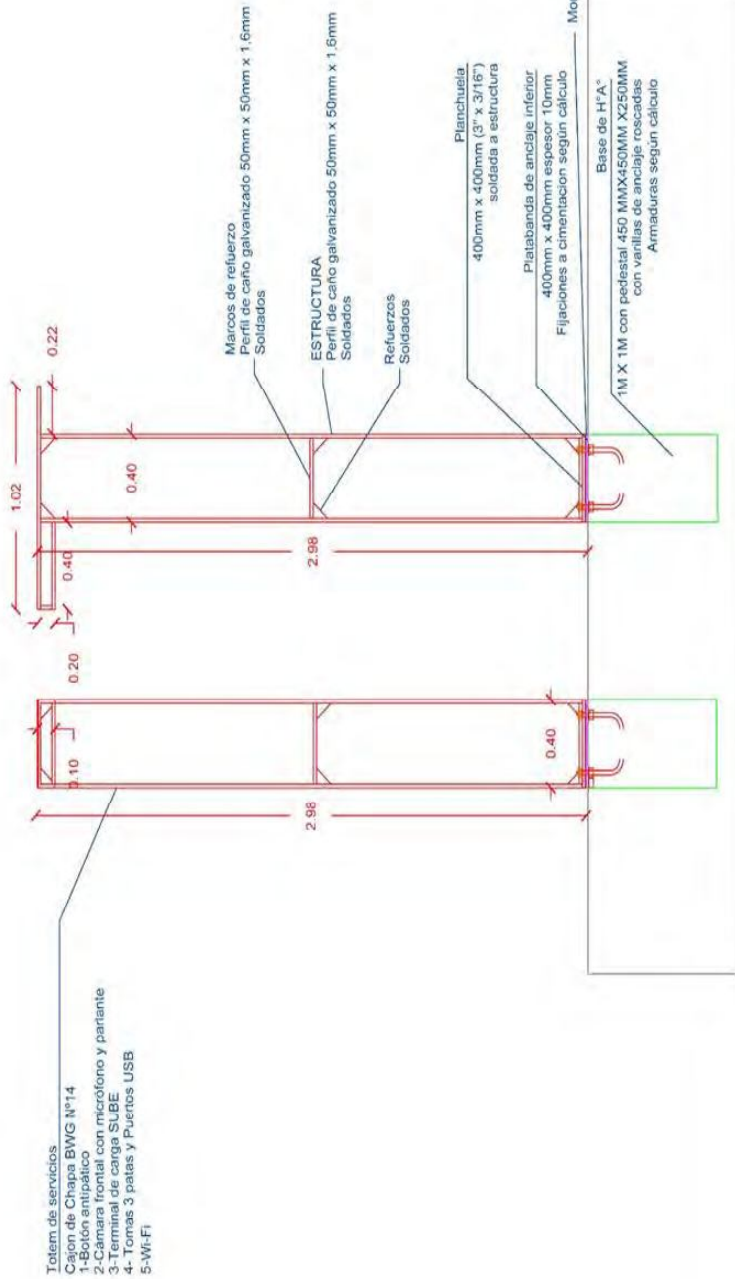 Totem de servicios
Cajon de Chapa BWG Nº14
1-Botón antipático
2-Cámara frontal con micrófono y parlante
3-Terminal de carga SUBE
4- Tomas 3 patas y Puertos USB
5-Wi-Fi
2.98
0.10
0.20
0.40
1.02
0.22
0.40
0.40
2.98
Marcos de refuerzo
Perfil de caño galvanizado 50mm x 50mm x 1,6mm
Soldados
ESTRUCTURA
Perfil de caño galvanizado 50mm x 50mm x 1,6mm
Soldados
Refuerzos
Soldados
Planchuela
400mm x 400mm (3" x 3/16")
soldada a estructura
Platabanda de anclaje inferior
400mm x 400mm espesor 10mm
Fijaciones a cimentacion según cálculo
Mor
Base de HºAº
1M X 1M con pedestal 450 MMX450MM X250MM
con varillas de anclaje roscadas
Armaduras según cálculo